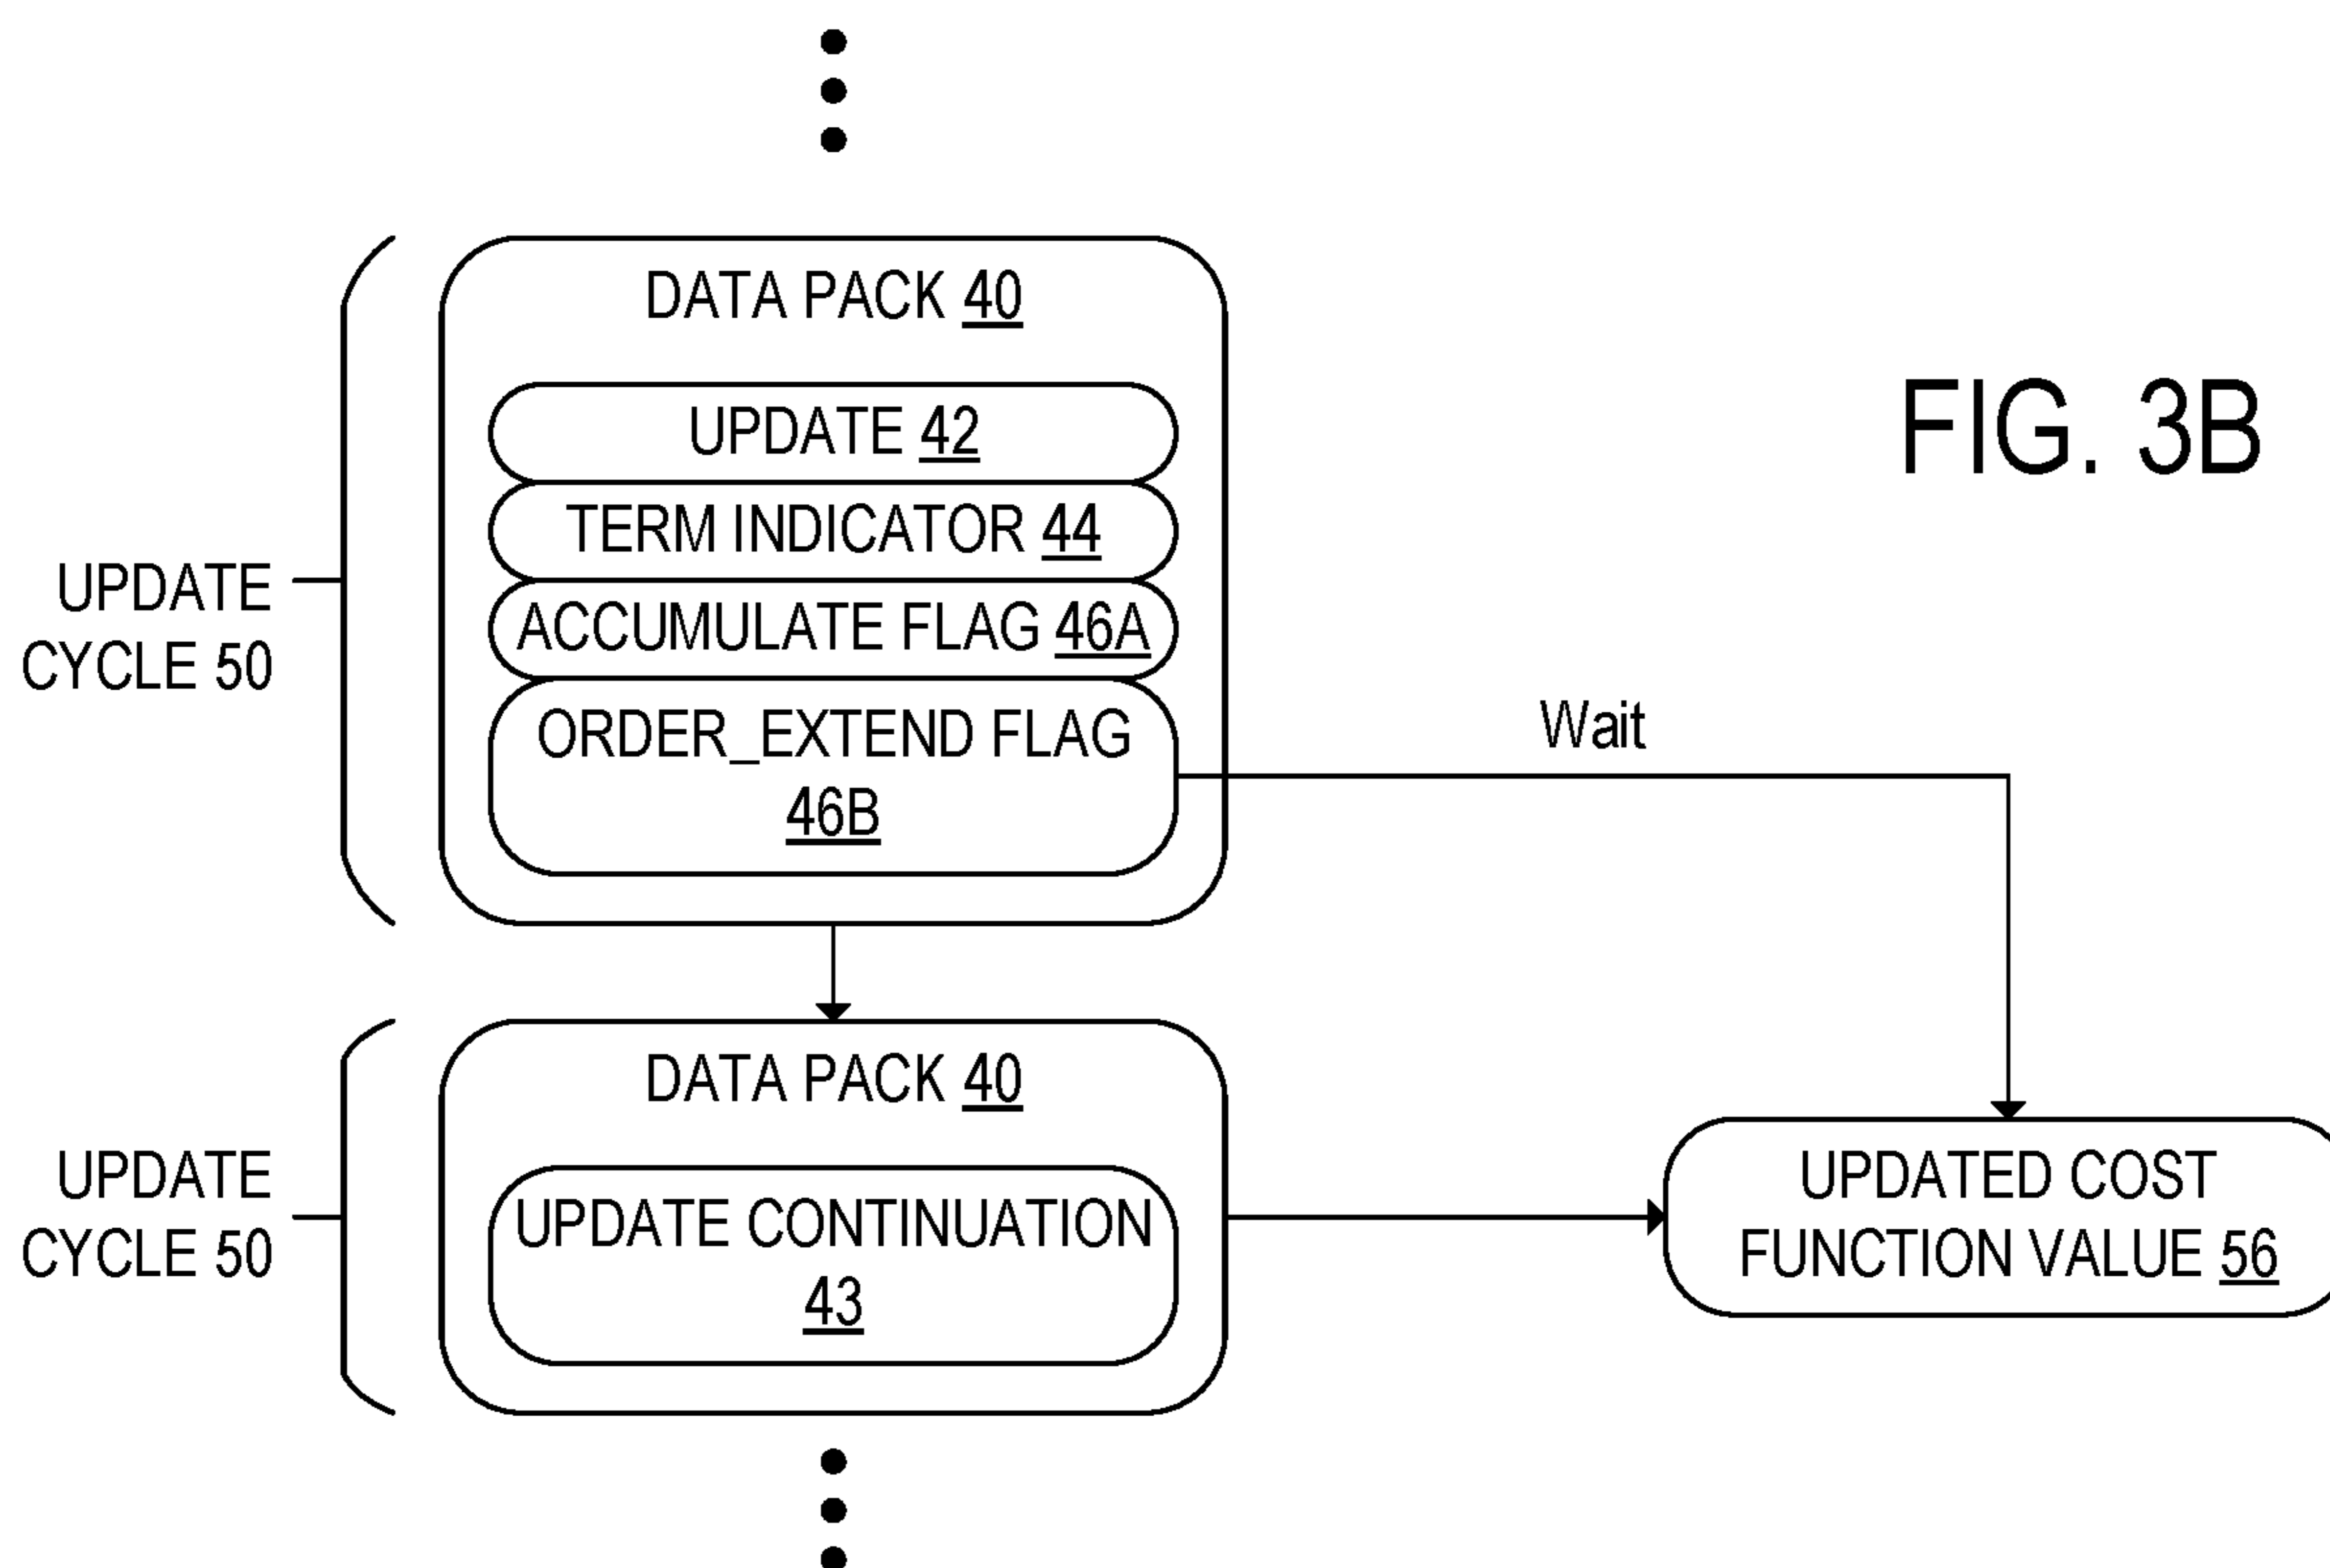 DATA PACK 40
UPDATE 42
FIG. 3B
TERM INDICATOR 44
UPDATE
CYCLE 50
ACCUMULATE FLAG 46A
ORDER_EXTEND FLAG
46B
Wait
DATA PACK 40
UPDATE
CYCLE 50
UPDATE CONTINUATION
43
UPDATED COST
FUNCTION VALUE 56